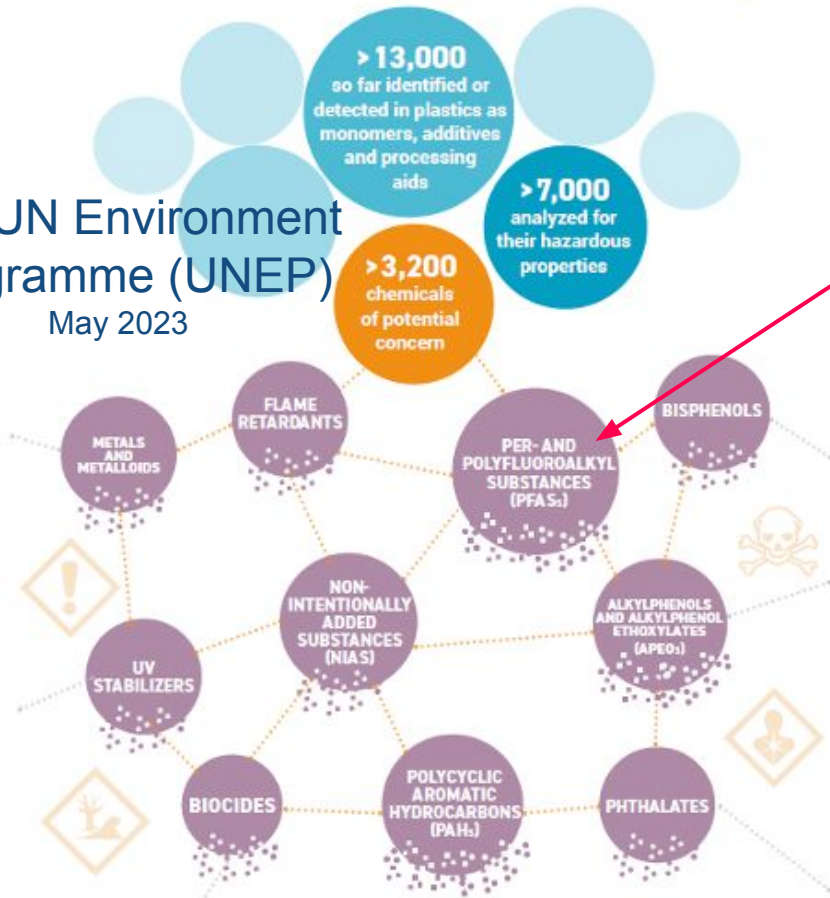 >13,000
so far identified or
detected in plastics as
monomers, additives
and processing
aids
>7,000
analyzed for
their hazardous
properties
UN Environment
gramme (UNEP)
May 2023
>3,200
chemicals
of potential
concern
FLAME
RETARDANTS
BISPHENOLS
METALS
AND
METALLOIDS
PER- AND
POLYFLUOROALKYL
SUBSTANCES
(PFASs)
NON-
INTENTIONALLY
ADDED
SUBSTANCES
(NIAS)
ALKYLPHENOLS
AND ALKYLPHENOL
ETHOXYLATES
(APEOs)
UV
STABILIZERS
BIOCIDES
POLYCYCLIC
AROMATIC
HYDROCARBONS
(PAHs)
PHTHALATES